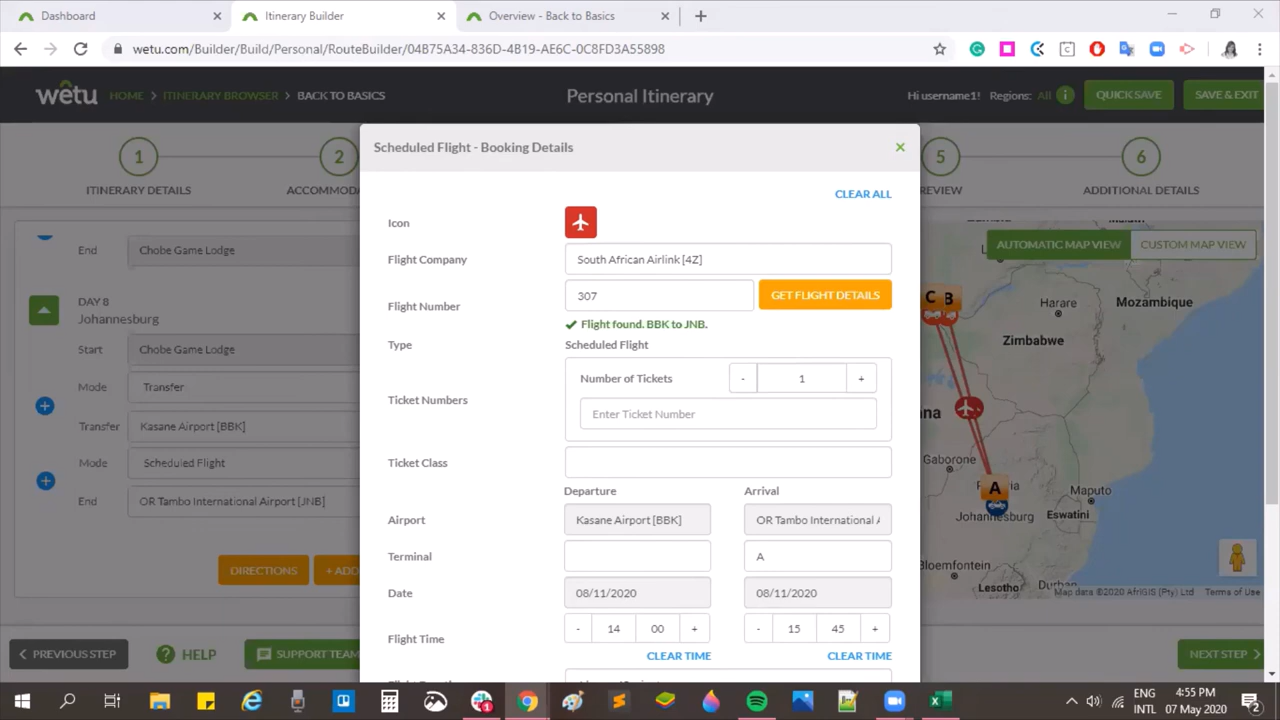 Dashboard
Itinerary Builder
Overview - Back to Basics
wetu.com/Builder/Build/Personal/RouteBuilder/04B75A34-836D-4B19-AE6C-0C8FD3A55898
wetu
HOME > ITINERARY BROWSER > BACK TO BASICS
Personal Itinerary
Hi username1! Regions: All i
QUICK SAVE
SAVE & EXIT
1
2
5
6
ITINERARY DETAILS
REVIEW
ADDITIONAL DETAILS
Scheduled Flight - Booking Details
CLEAR ALL
Icon
Flight Company
South African Airlink [4Z]
Flight Number
307
GET FLIGHT DETAILS
Flight found. BBK to JNB.
Type
Scheduled Flight
Ticket Numbers
Number of Tickets
- 1 +
Enter Ticket Number
Ticket Class
Departure
Arrival
Airport
Kasane Airport [BBK]
OR Tambo International
Terminal
A
Date
08/11/2020
08/11/2020
Flight Time
- 14 00 +
- 15 45 +
CLEAR TIME
CLEAR TIME
End
Chobe Game Lodge
DAY 8
Johannesburg
Start
Chobe Game Lodge
Mode
Transfer
Transfer
Kasane Airport [BBK]
Mode
Scheduled Flight
End
OR Tambo International Airport [JNB]
DIRECTIONS
+ ADD
AUTOMATIC MAP VIEW
CUSTOM MAP VIEW
C B
Harare
Mozambique
Zimbabwe
Gaborone
A
Maputo
Johannesburg
Eswatini
Bloemfontein
Lesotho
Map data ©2020 AfriGIS (Pty) Ltd
Terms of Use
PREVIOUS STEP
HELP
SUPPORT TEAM
NEXT STEP
ENG
INTL
4:55 PM
07 May 2020
2